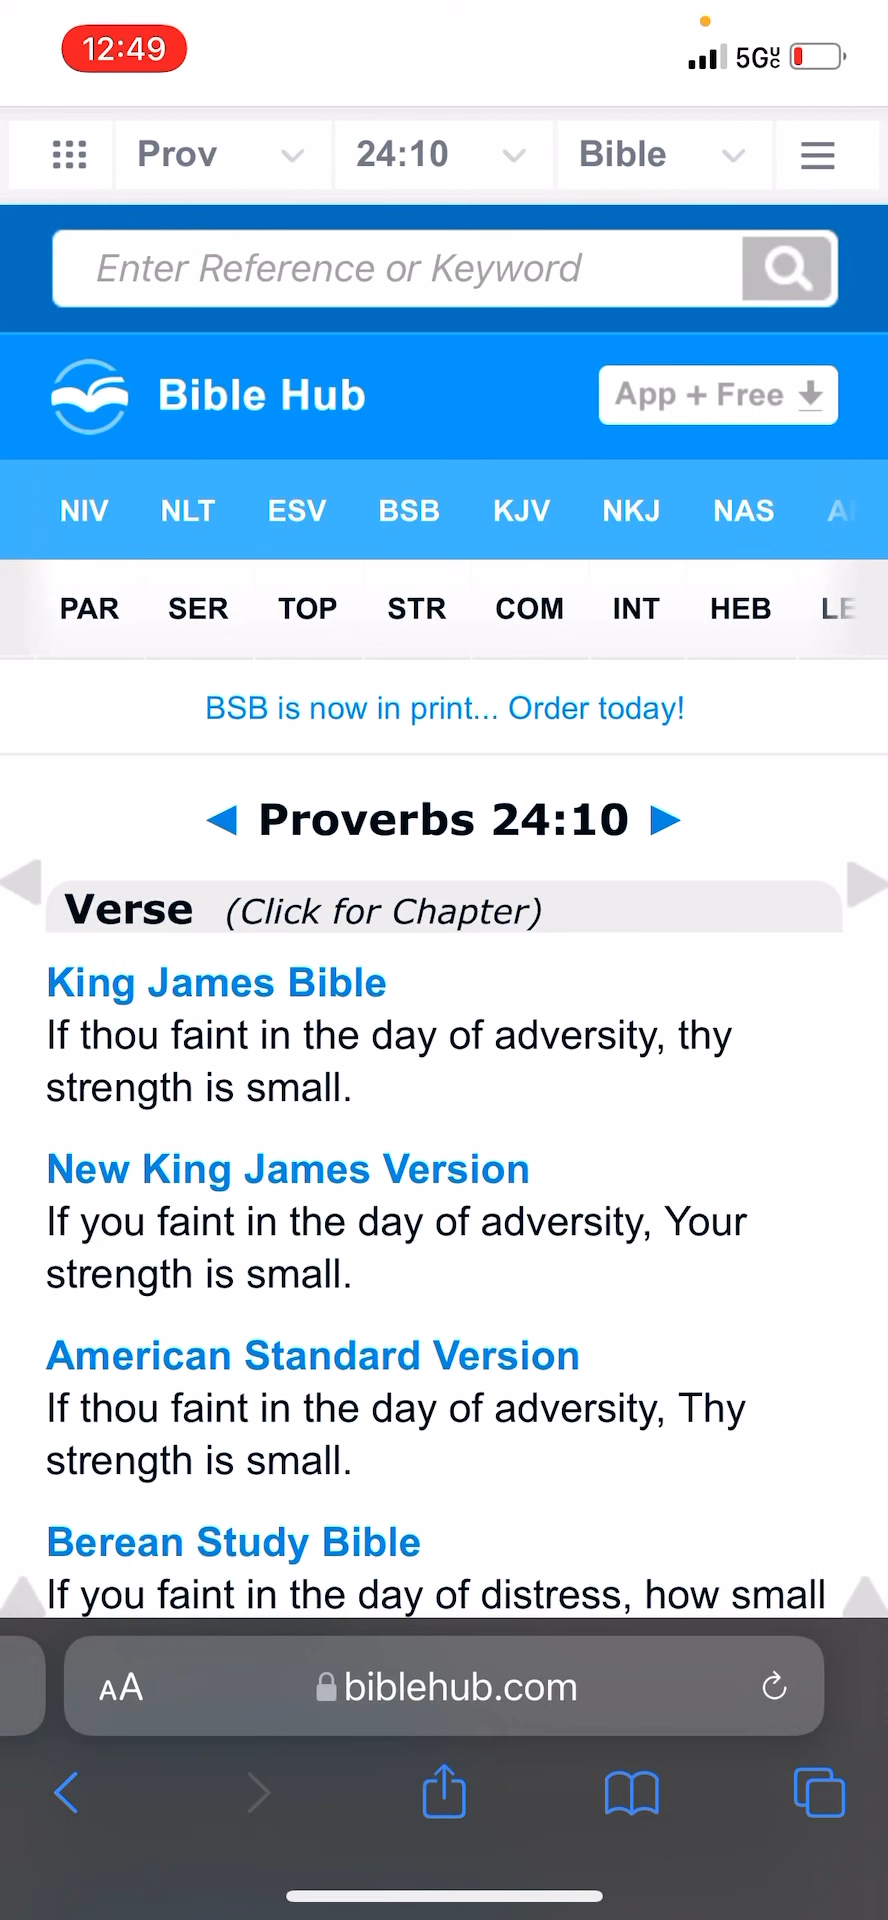 12:49
5GUC
Prov
24:10
Bible
Enter Reference or Keyword
Bible Hub
App + Free
NIV NLT ESV BSB KJV NKJ NAS
PAR SER TOP STR COM INT HEB LE
BSB is now in print... Order today!
Proverbs 24:10
Verse (Click for Chapter)
King James Bible
If thou faint in the day of adversity, thy
strength is small.
New King James Version
If you faint in the day of adversity, Your
strength is small.
American Standard Version
If thou faint in the day of adversity, Thy
strength is small.
Berean Study Bible
If you faint in the day of distress, how small
AA
biblehub.com